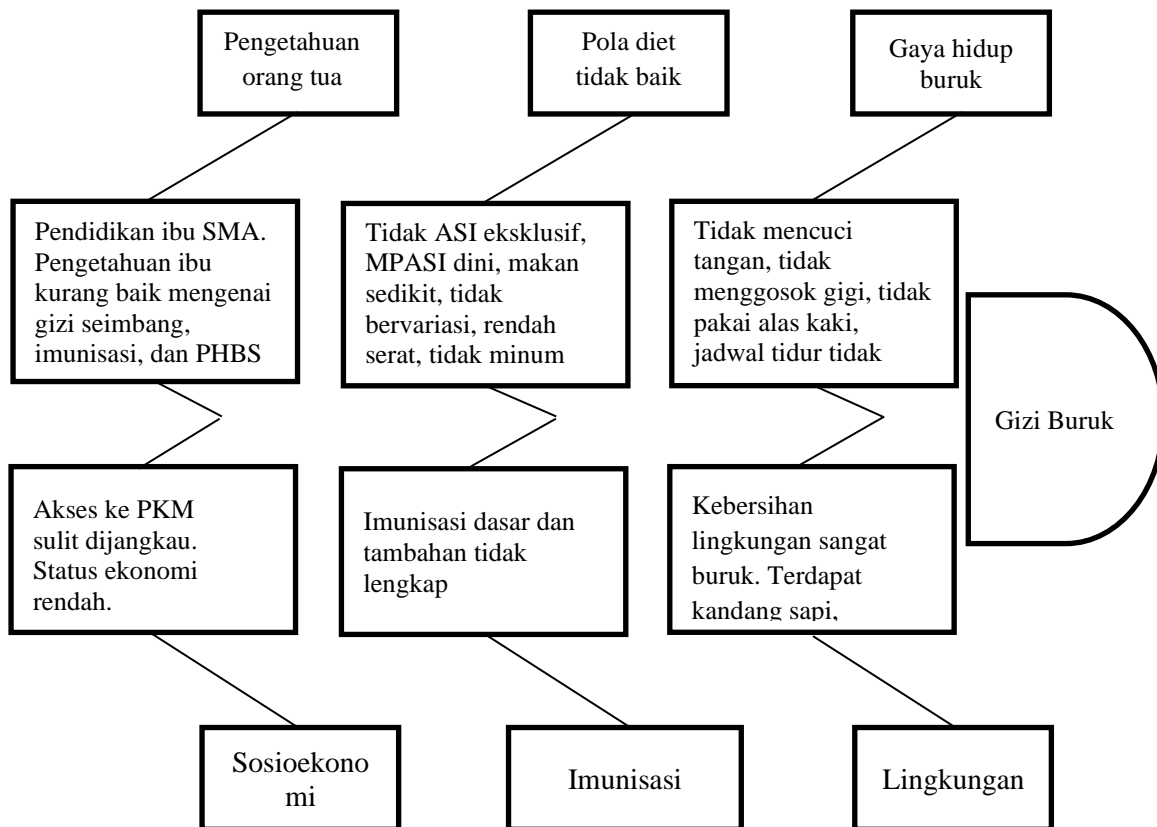 Pengetahuan
orang tua
Pola diet
tidak baik
Gaya hidup
buruk
Pendidikan ibu SMA.
Pengetahuan ibu
kurang baik mengenai
gizi seimbang,
imunisasi, dan PHBS
Tidak ASI eksklusif,
MPASI dini, makan
sedikit, tidak
bervariasi, rendah
serat, tidak minum
Tidak mencuci
tangan, tidak
menggosok gigi, tidak
pakai alas kaki,
jadwal tidur tidak
Gizi Buruk
Akses ke PKM
sulit dijangkau.
Status ekonomi
rendah.
Imunisasi dasar dan
tambahan tidak
lengkap
Kebersihan
lingkungan sangat
buruk. Terdapat
kandang sapi,
Sosioekono
mi
Imunisasi
Lingkungan